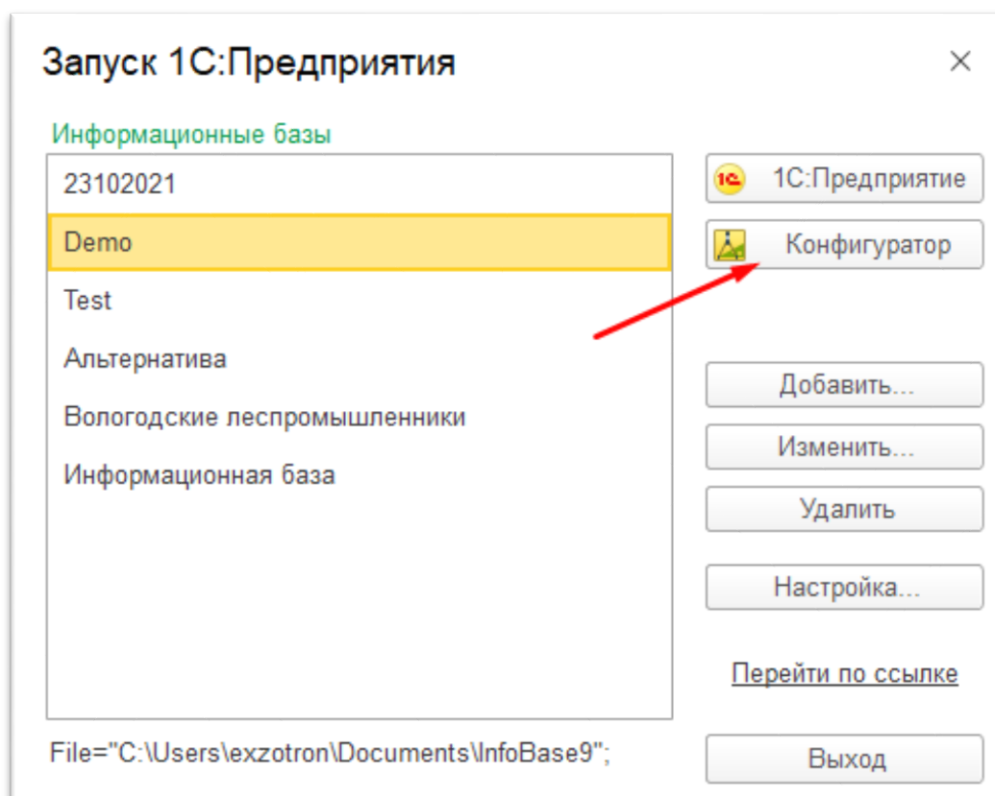 Запуск 1С:Предприятия
Информационные базы
23102021
Demo
Test
Альтернатива
Вологодские леспромышленники
Информационная база
File="C:\Users\exzotron\Documents\InfoBase9";
1С 1С:Предприятие
Конфигуратор
Добавить...
Изменить...
Удалить
Настройка...
Перейти по ссылке
Выход